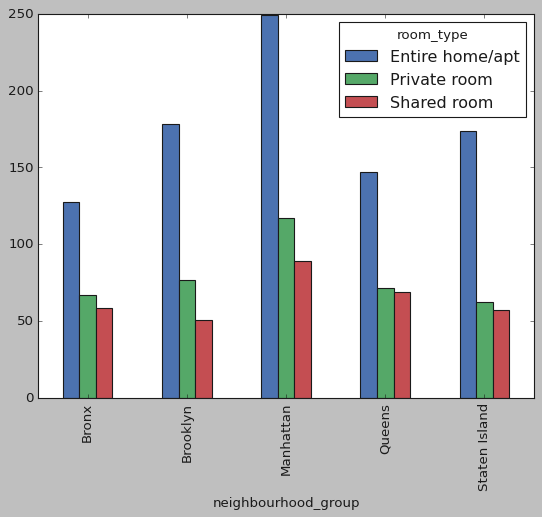 250
200
150
100
50
0
room_type
Entire home/apt
Private room
Shared room
Bronx
Brooklyn
Manhattan
Queens
Staten Island
neighbourhood_group